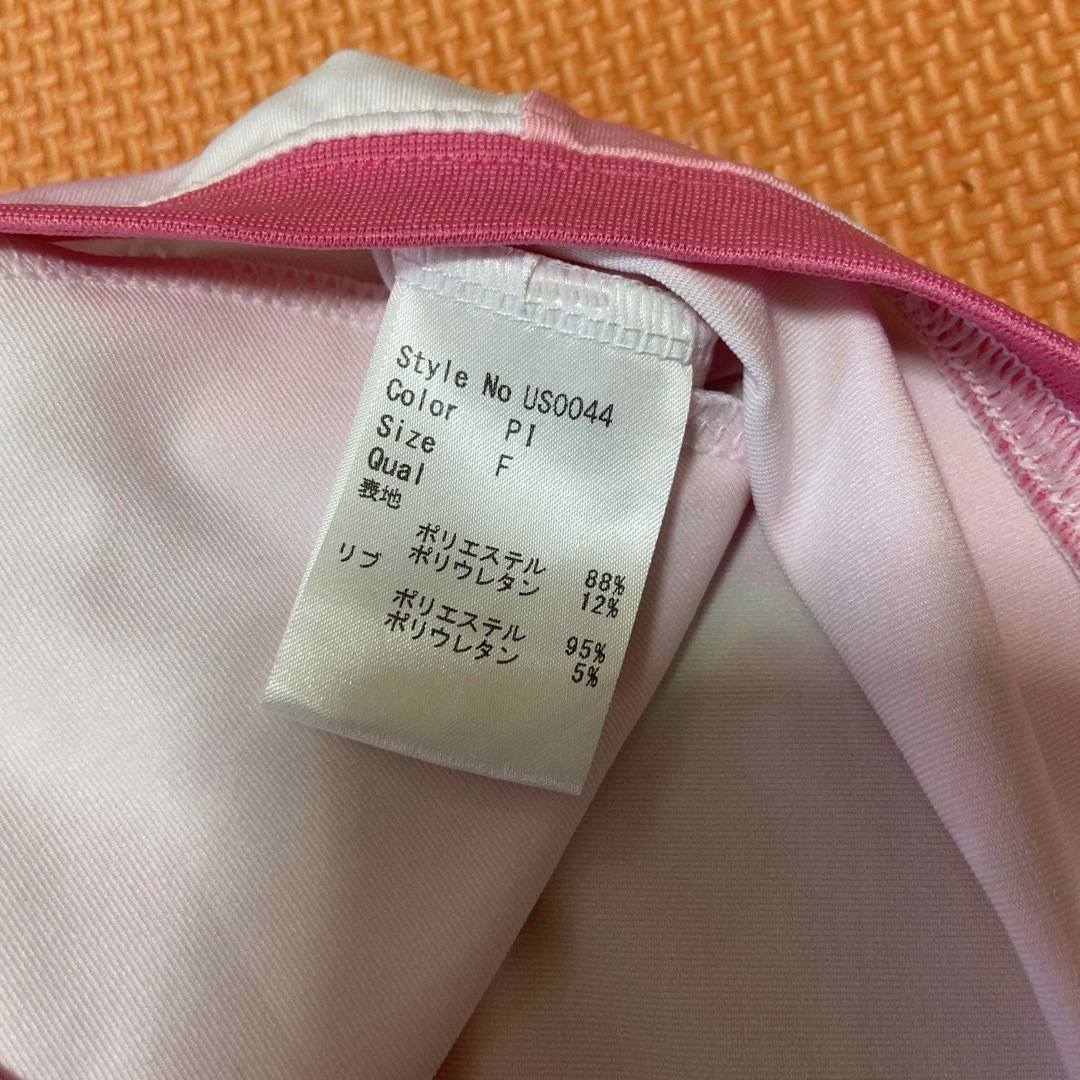 Style No US0044
Color PI
Size F
Qual
表地
ポリエステル 88%
ポリウレタン 12%
リブ
ポリエステル 95%
ポリウレタン 5%